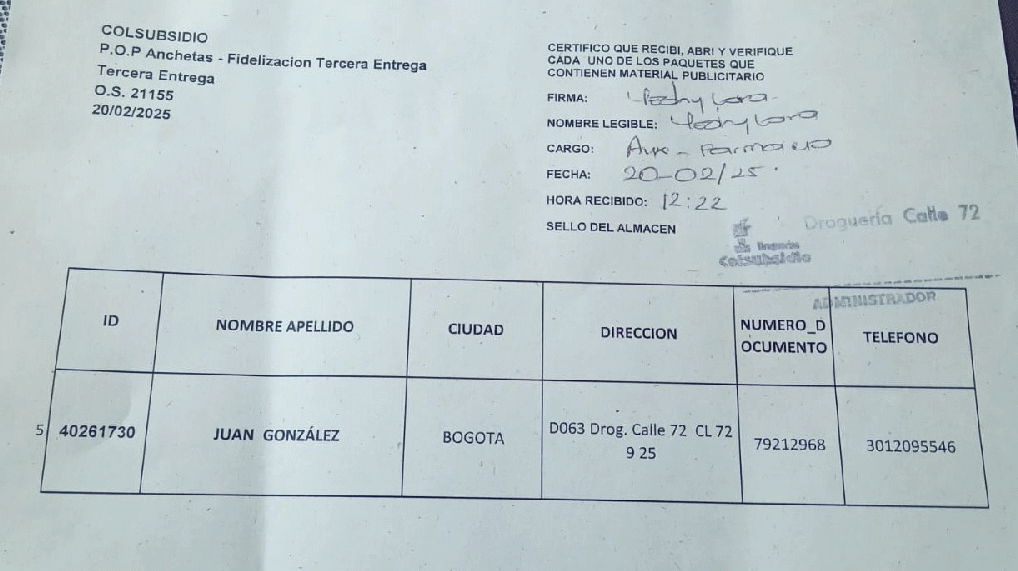 COLSUBSIDIO
P.O.P Anchetas - Fidelizacion Tercera Entrega
Tercera Entrega
O.S. 21155
20/02/2025
CERTIFICO QUE RECIBI, ABRI Y VERIFIQUE
CADA UNO DE LOS PAQUETES QUE
CONTIENEN MATERIAL PUBLICITARIO
FIRMA:
NOMBRE LEGIBLE:
CARGO:
FECHA: 20-02/25
HORA RECIBIDO: 12:22
SELLO DEL ALMACEN
Droguerías
Colsubsidio
Droguería Calle 72
ADMINISTRADOR
ID NOMBRE APELLIDO CIUDAD DIRECCION NUMERO_D
OCUMENTO TELEFONO
5 40261730 JUAN GONZÁLEZ BOGOTA D063 Drog. Calle 72 CL 72
9 25 79212968 3012095546